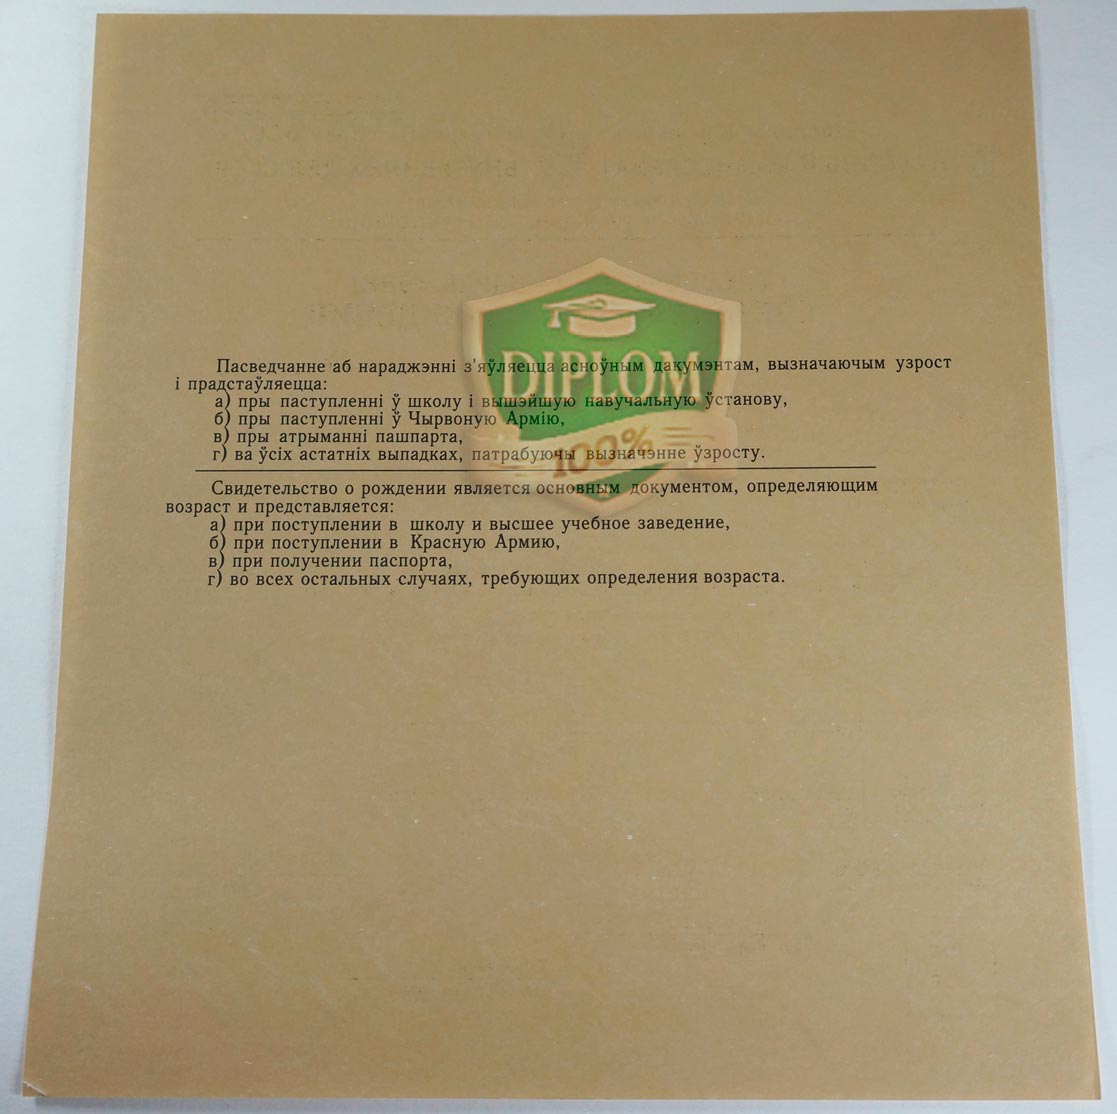 Пасведчанне аб нараджэнні з'яўляецца асноўным дакумэнтам, вызначаючым узрост
і прадстаўляецца:
а) пры паступленні ў школу і вышэйшую навучальную ўстанову,
б) пры паступленні ў Чырвоную Армію,
в) пры атрыманні пашпарта,
г) ва ўсіх астатніх выпадках, патрабуючы вызначэнне ўзросту.
DIPLOM
100%
Свидетельство о рождении является основным документом, определяющим
возраст и представляется:
а) при поступлении в школу и высшее учебное заведение,
б) при поступлении в Красную Армию,
в) при получении паспорта,
г) во всех остальных случаях, требующих определения возраста.